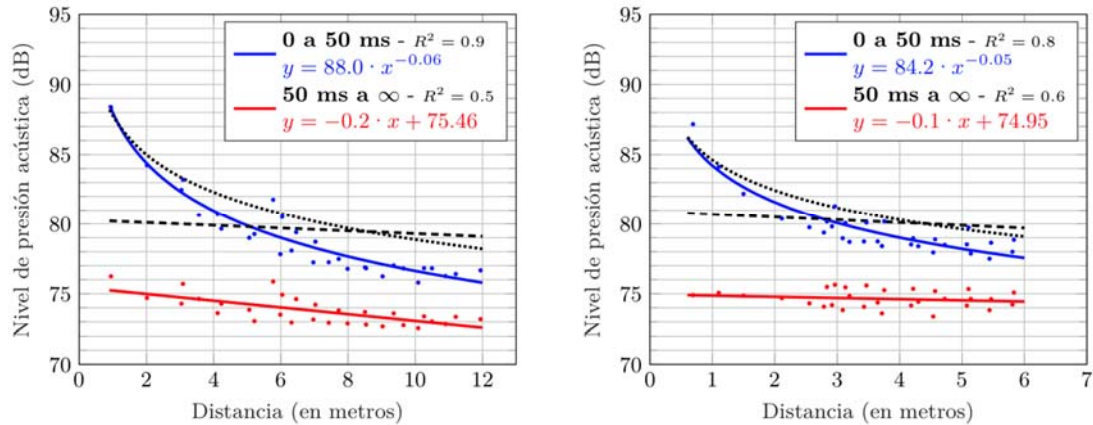 95
90
85
80
75
70
0
2
4
6
8
10
12
Nivel de presión acústica (dB)
Distancia (en metros)
0 a 50 ms - R² = 0.9
y = 88.0 · x^−0.06
50 ms a ∞ - R² = 0.5
y = −0.2 · x + 75.46
95
90
85
80
75
70
0
1
2
3
4
5
6
7
Nivel de presión acústica (dB)
Distancia (en metros)
0 a 50 ms - R² = 0.8
y = 84.2 · x^−0.05
50 ms a ∞ - R² = 0.6
y = −0.1 · x + 74.95